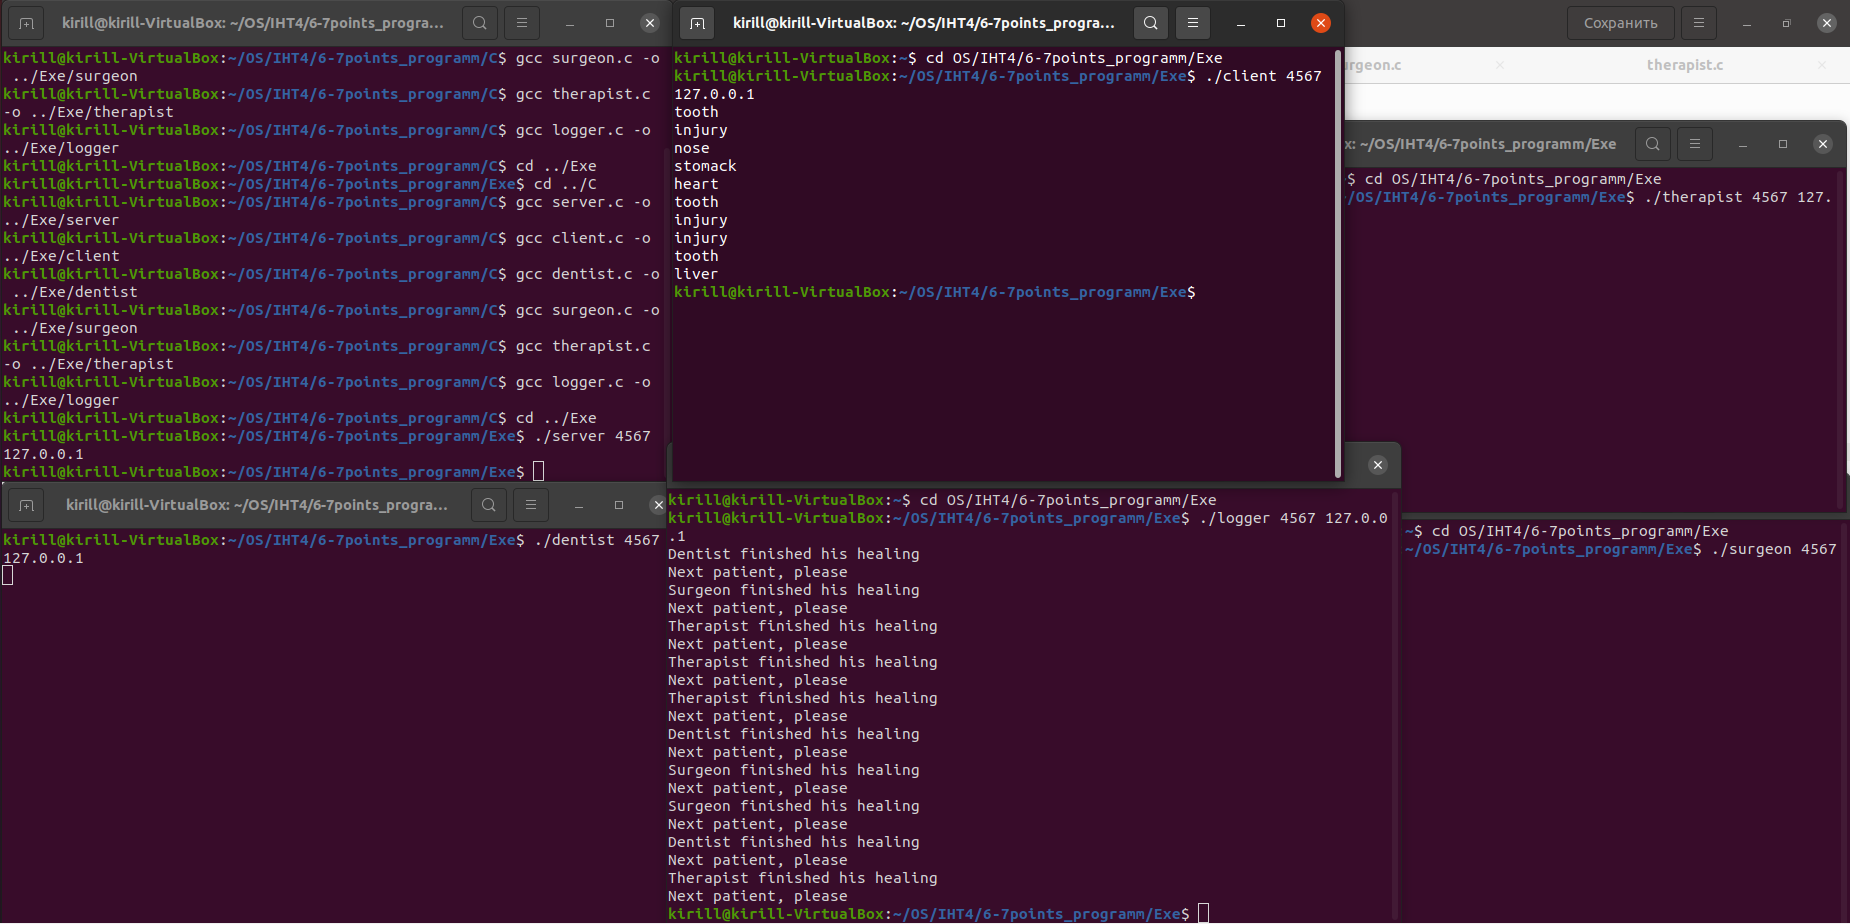 kirill@kirill-VirtualBox: ~/OS/IHT4/6-7points_progra...
kirill@kirill-VirtualBox:~/OS/IHT4/6-7points_programm/C$ gcc surgeon.c -o
 ../Exe/surgeon
kirill@kirill-VirtualBox:~/OS/IHT4/6-7points_programm/C$ gcc therapist.c
-o ../Exe/therapist
kirill@kirill-VirtualBox:~/OS/IHT4/6-7points_programm/C$ gcc logger.c -o
../Exe/logger
kirill@kirill-VirtualBox:~/OS/IHT4/6-7points_programm/C$ cd ../Exe
kirill@kirill-VirtualBox:~/OS/IHT4/6-7points_programm/Exe$ cd ../C
kirill@kirill-VirtualBox:~/OS/IHT4/6-7points_programm/C$ gcc server.c -o
../Exe/server
kirill@kirill-VirtualBox:~/OS/IHT4/6-7points_programm/C$ gcc client.c -o
../Exe/client
kirill@kirill-VirtualBox:~/OS/IHT4/6-7points_programm/C$ gcc dentist.c -o
 ../Exe/dentist
kirill@kirill-VirtualBox:~/OS/IHT4/6-7points_programm/C$ gcc surgeon.c -o
 ../Exe/surgeon
kirill@kirill-VirtualBox:~/OS/IHT4/6-7points_programm/C$ gcc therapist.c
-o ../Exe/therapist
kirill@kirill-VirtualBox:~/OS/IHT4/6-7points_programm/C$ gcc logger.c -o
../Exe/logger
kirill@kirill-VirtualBox:~/OS/IHT4/6-7points_programm/C$ cd ../Exe
kirill@kirill-VirtualBox:~/OS/IHT4/6-7points_programm/Exe$ ./server 4567
127.0.0.1
kirill@kirill-VirtualBox:~/OS/IHT4/6-7points_programm/Exe$
kirill@kirill-VirtualBox: ~/OS/IHT4/6-7points_progra...
kirill@kirill-VirtualBox:~$ cd OS/IHT4/6-7points_programm/Exe
kirill@kirill-VirtualBox:~/OS/IHT4/6-7points_programm/Exe$ ./client 4567
127.0.0.1
tooth
injury
nose
stomack
heart
tooth
injury
injury
tooth
liver
kirill@kirill-VirtualBox:~/OS/IHT4/6-7points_programm/Exe$
Сохранить
rgeon.c
therapist.c
x: ~/OS/IHT4/6-7points_programm/Exe
$ cd OS/IHT4/6-7points_programm/Exe
/OS/IHT4/6-7points_programm/Exe$ ./therapist 4567 127.
kirill@kirill-VirtualBox: ~/OS/IHT4/6-7points_progra...
kirill@kirill-VirtualBox:~/OS/IHT4/6-7points_programm/Exe$ ./dentist 4567
127.0.0.1
kirill@kirill-VirtualBox:~$ cd OS/IHT4/6-7points_programm/Exe
kirill@kirill-VirtualBox:~/OS/IHT4/6-7points_programm/Exe$ ./logger 4567 127.0.0
.1
Dentist finished his healing
Next patient, please
Surgeon finished his healing
Next patient, please
Therapist finished his healing
Next patient, please
Therapist finished his healing
Next patient, please
Therapist finished his healing
Next patient, please
Dentist finished his healing
Next patient, please
Surgeon finished his healing
Next patient, please
Surgeon finished his healing
Next patient, please
Dentist finished his healing
Next patient, please
Therapist finished his healing
Next patient, please
kirill@kirill-VirtualBox:~/OS/IHT4/6-7points_programm/Exe$
~$ cd OS/IHT4/6-7points_programm/Exe
~/OS/IHT4/6-7points_programm/Exe$ ./surgeon 4567